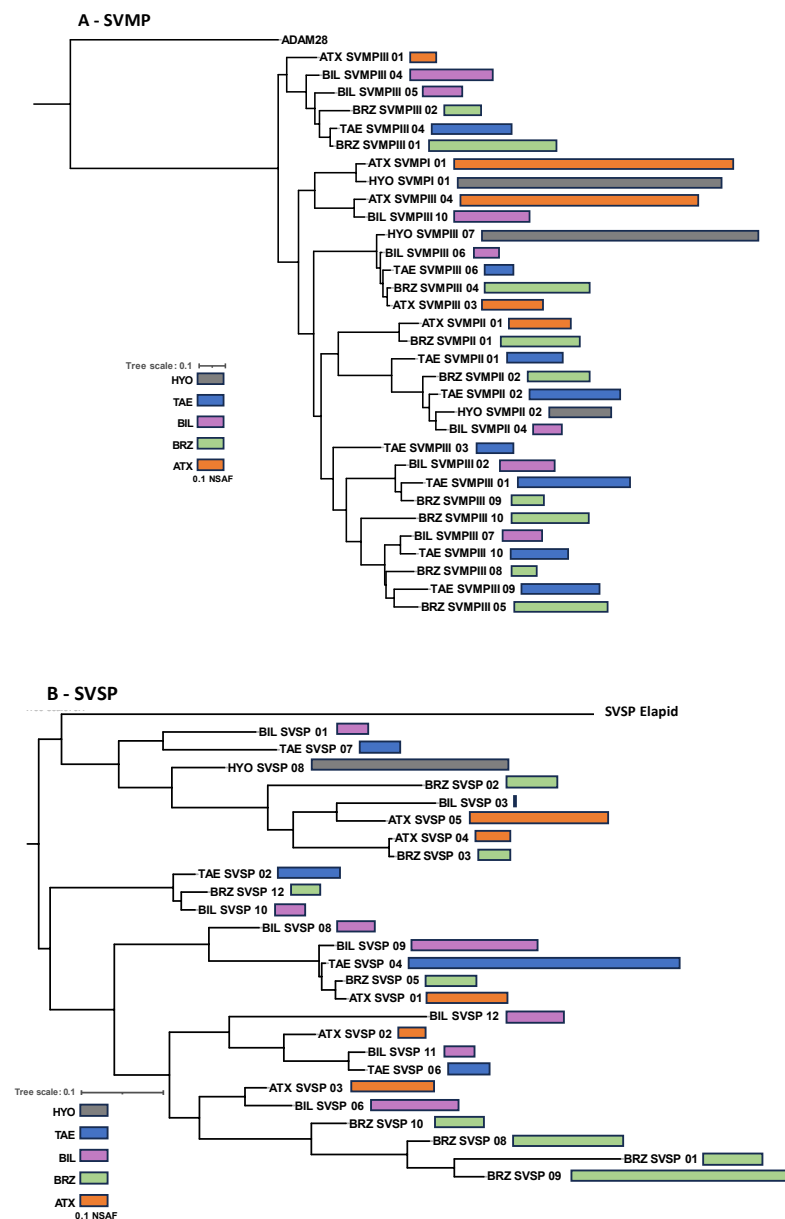 A - SVMP
ADAM28
ATX SVMPIII 01
BIL SVMPIII 04
BIL SVMPIII 05
BRZ SVMPIII 02
TAE SVMPIII 04
BRZ SVMPIII 01
ATX SVMPI 01
HYO SVMPI 01
ATX SVMPIII 04
BIL SVMPIII 10
HYO SVMPIII 07
BIL SVMPIII 06
TAE SVMPIII 06
BRZ SVMPIII 04
ATX SVMPIII 03
ATX SVMPII 01
BRZ SVMPII 01
TAE SVMPII 01
BRZ SVMPII 02
TAE SVMPII 02
HYO SVMPII 02
BIL SVMPII 04
TAE SVMPIII 03
BIL SVMPIII 02
TAE SVMPIII 01
BRZ SVMPIII 09
BRZ SVMPIII 10
BIL SVMPIII 07
TAE SVMPIII 10
BRZ SVMPIII 08
TAE SVMPIII 09
BRZ SVMPIII 05
Tree scale: 0.1
HYO
TAE
BIL
BRZ
ATX
0.1 NSAF
B - SVSP
SVSP Elapid
BIL SVSP 01
TAE SVSP 07
HYO SVSP 08
BRZ SVSP 02
BIL SVSP 03
ATX SVSP 05
ATX SVSP 04
BRZ SVSP 03
TAE SVSP 02
BRZ SVSP 12
BIL SVSP 10
BIL SVSP 08
BIL SVSP 09
TAE SVSP 04
BRZ SVSP 05
ATX SVSP 01
BIL SVSP 12
ATX SVSP 02
BIL SVSP 11
TAE SVSP 06
ATX SVSP 03
BIL SVSP 06
BRZ SVSP 10
BRZ SVSP 08
BRZ SVSP 01
BRZ SVSP 09
Tree scale: 0.1
HYO
TAE
BIL
BRZ
ATX
0.1 NSAF